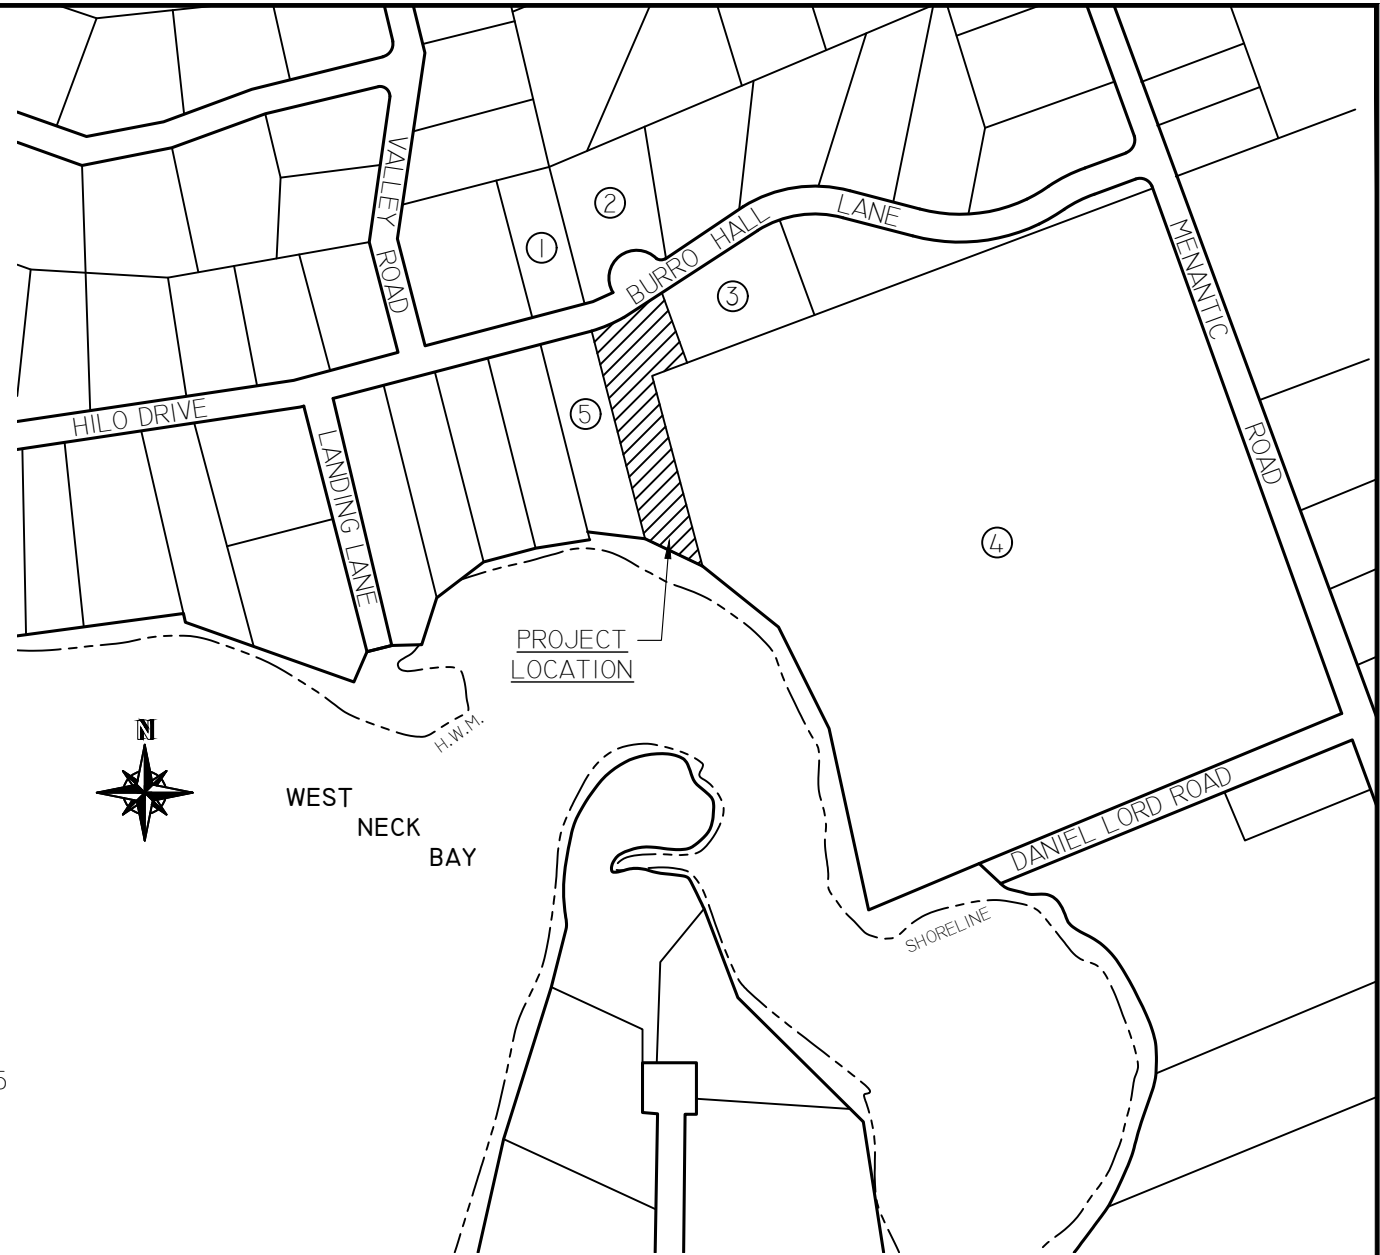 VALLEY ROAD
2
1
BURRO HALL LANE
3
MENANTIC ROAD
HILO DRIVE
5
LANDING LANE
4
PROJECT
LOCATION
H.W.M.
N
WEST
NECK
BAY
DANIEL LORD ROAD
SHORELINE
5